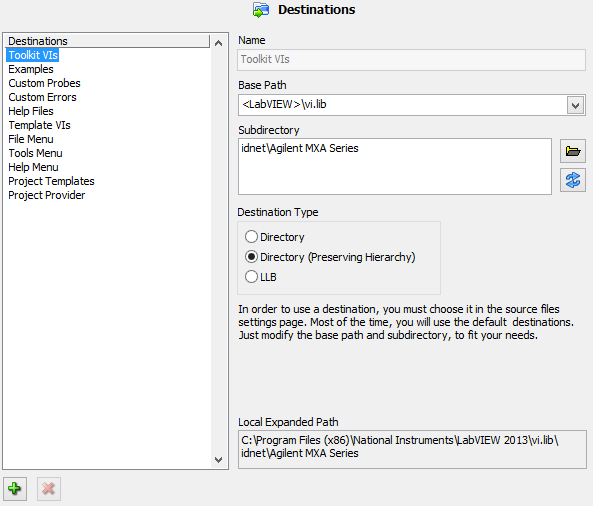 Destinations
Destinations
Toolkit VIs
Examples
Custom Probes
Custom Errors
Help Files
Template VIs
File Menu
Tools Menu
Help Menu
Project Templates
Project Provider
Name
Toolkit VIs
Base Path
<LabVIEW>\vi.lib
Subdirectory
idnet\Agilent MXA Series
Destination Type
Directory
Directory (Preserving Hierarchy)
LLB
In order to use a destination, you must choose it in the source files
settings page. Most of the time, you will use the default  destinations.
Just modify the base path and subdirectory, to fit your needs.
Local Expanded Path
C:\Program Files (x86)\National Instruments\LabVIEW 2013\vi.lib\
idnet\Agilent MXA Series